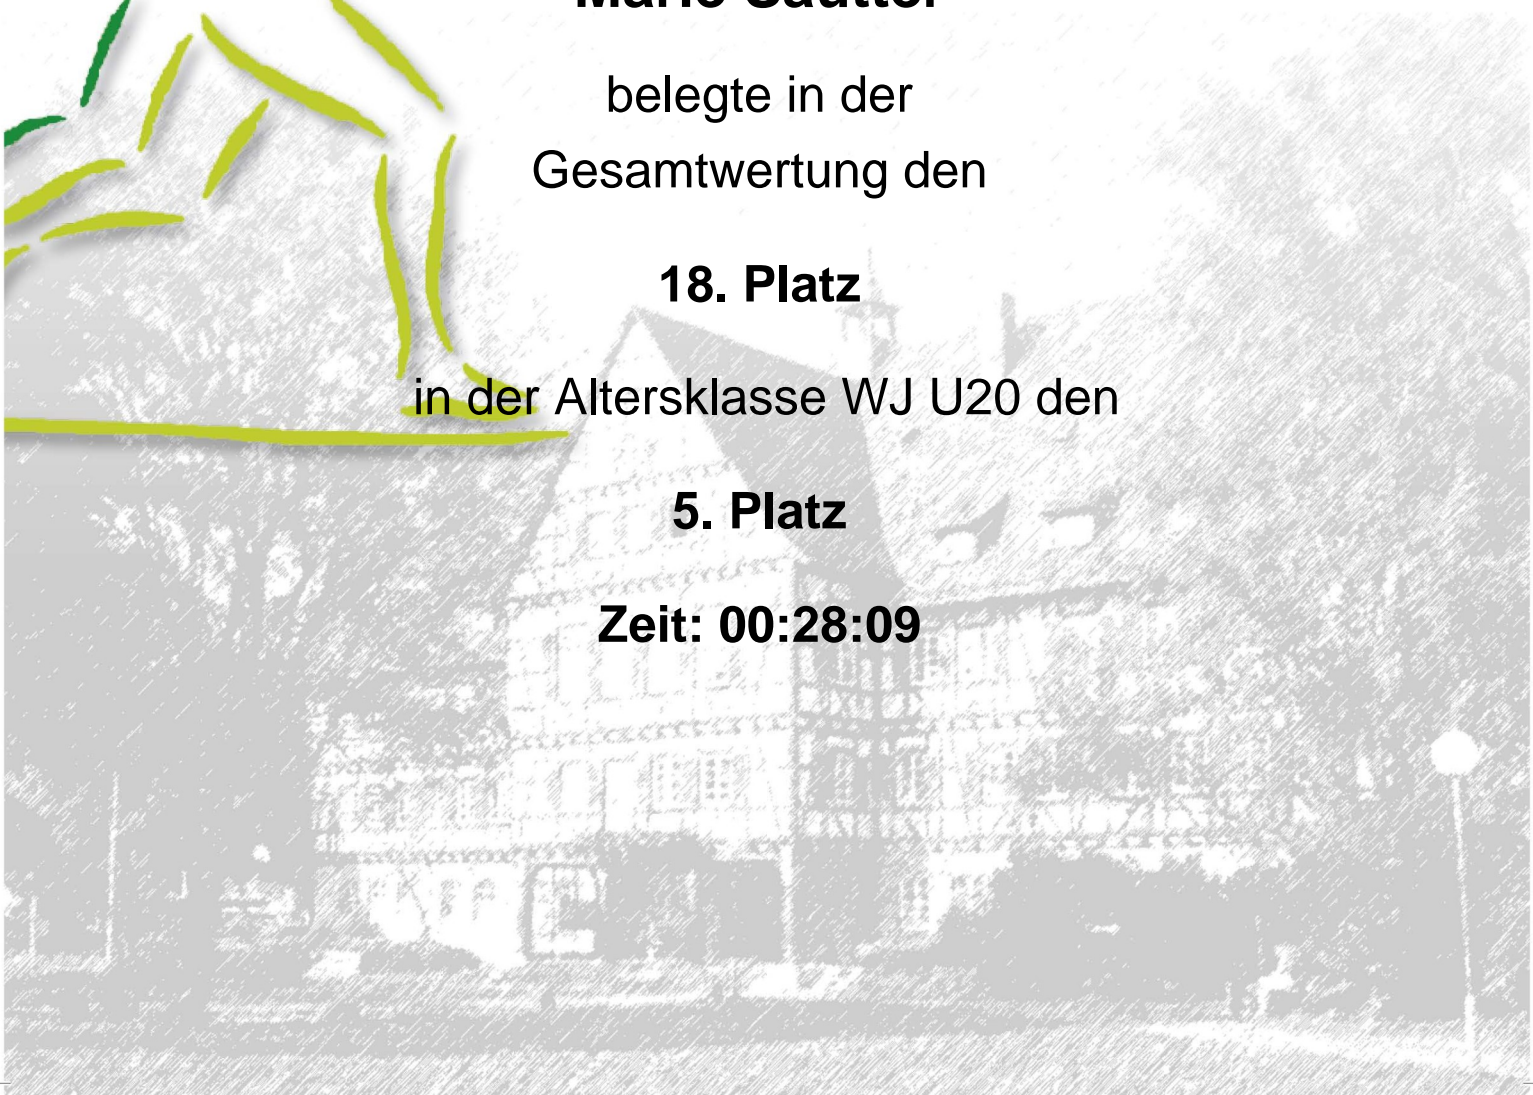 belegte in der
Gesamtwertung den
18. Platz
in der Altersklasse WJ U20 den
5. Platz
Zeit: 00:28:09